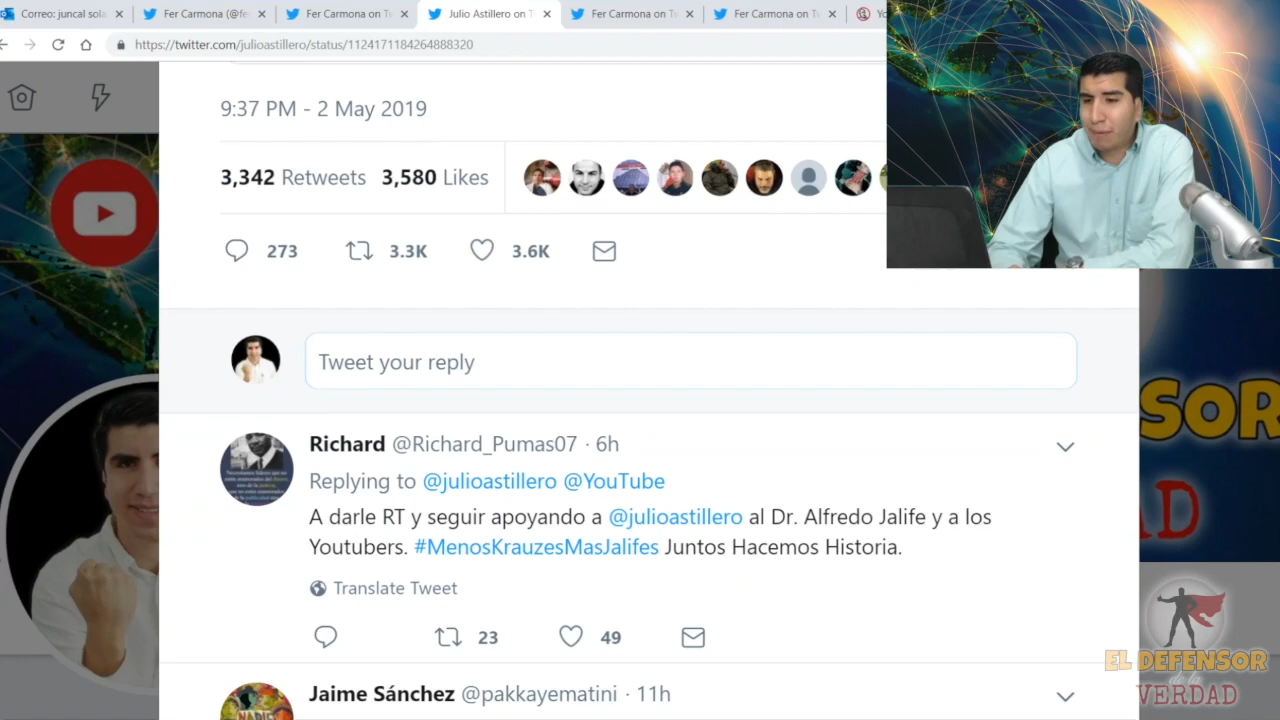 Correo: juncal sola
Fer Carmona (@fe
Fer Carmona on Tw
Julio Astillero on T
Fer Carmona on Tw
Fer Carmona on Tw
https://twitter.com/julioastillero/status/1124171184264888320
9:37 PM - 2 May 2019
3,342 Retweets 3,580 Likes
273 3.3K 3.6K
Tweet your reply
Richard @Richard_Pumas07 · 6h
Replying to @julioastillero @YouTube
A darle RT y seguir apoyando a @julioastillero al Dr. Alfredo Jalife y a los
Youtubers. #MenosKrauzesMasJalifes Juntos Hacemos Historia.
Translate Tweet
23 49
Jaime Sánchez @pakkayematini · 11h
SOR
AD
EL DEFENSOR
de la
VERDAD